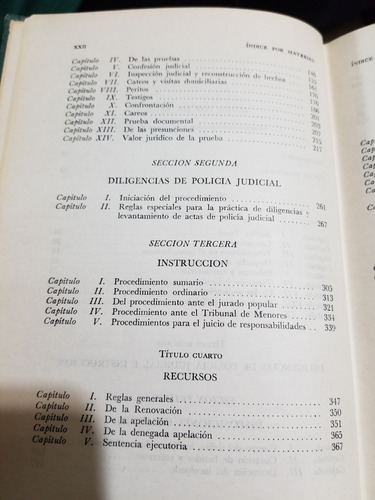 XXII
ÍNDICE POR MATERIAS
Capítulo IV. De las pruebas
Capítulo V. Confesión judicial
Capítulo VI. Inspección judicial y reconstrucción de hechos 148
Capítulo VII. Cateos y visitas domiciliarias
Capítulo VIII. Peritos
Capítulo IX. Testigos
Capítulo X. Confrontación
Capítulo XI. Careos
Capítulo XII. Prueba documental
Capítulo XIII. De las presunciones 215
Capítulo XIV. Valor jurídico de la prueba 217
SECCION SEGUNDA
DILIGENCIAS DE POLICIA JUDICIAL
Capítulo I. Iniciación del procedimiento 261
Capítulo II. Reglas especiales para la práctica de diligencias y
levantamiento de actas de policía judicial 267
SECCION TERCERA
INSTRUCCION
Capítulo I. Procedimiento sumario 305
Capítulo II. Procedimiento ordinario 313
Capítulo III. Del procedimiento ante el jurado popular 321
Capítulo IV. Procedimiento ante el Tribunal de Menores 334
Capítulo V. Procedimientos para el juicio de responsabilidades 339
TÍTULO CUARTO
RECURSOS
Capítulo I. Reglas generales 347
Capítulo II. De la Renovación 350
Capítulo III. De la apelación 351
Capítulo IV. De la denegada apelación 365
Capítulo V. Sentencia ejecutoria 367